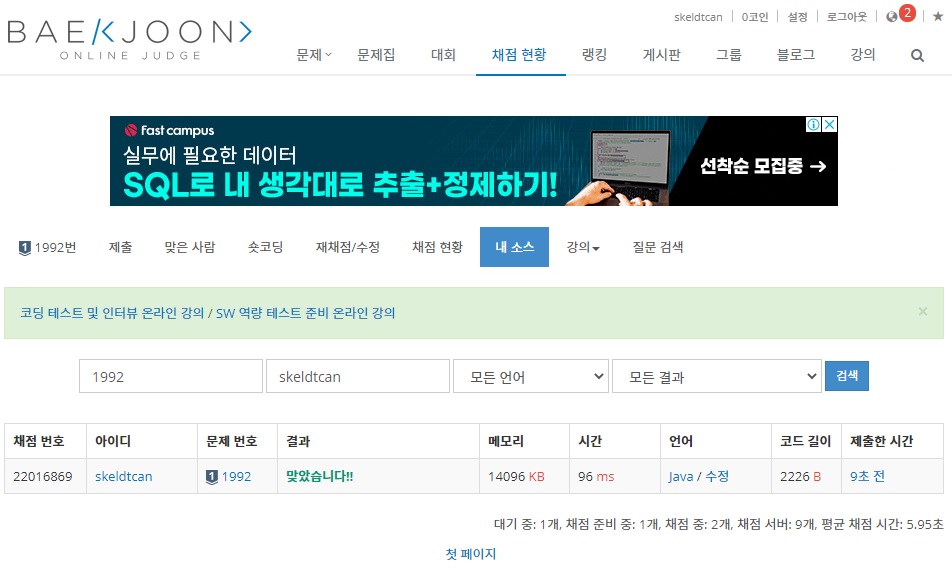 skeldtcan 0코인 설정 로그아웃 2
BAEKJOON>
ONLINE JUDGE
문제 문제집 대회 채점 현황 랭킹 게시판 그룹 블로그 강의
Fast campus
실무에 필요한 데이터
SQL로 내 생각대로 추출+정제하기!
선착순 모집중 →
1 1992번 제출 맞은 사람 숏코딩 재채점/수정 채점 현황 내 소스 강의 질문 검색
코딩 테스트 및 인터뷰 온라인 강의 / SW 역량 테스트 준비 온라인 강의 ×
1992 skeldtcan 모든 언어 모든 결과 검색
채점 번호 아이디 문제 번호 결과 메모리 시간 언어 코드 길이 제출한 시간
22016869 skeldtcan 1 1992 맞았습니다!! 14096 KB 96 ms Java / 수정 2226 B 9초 전
대기 중: 1개, 채점 준비 중: 1개, 채점 중: 2개, 채점 서버: 9개, 평균 채점 시간: 5.95초
첫 페이지